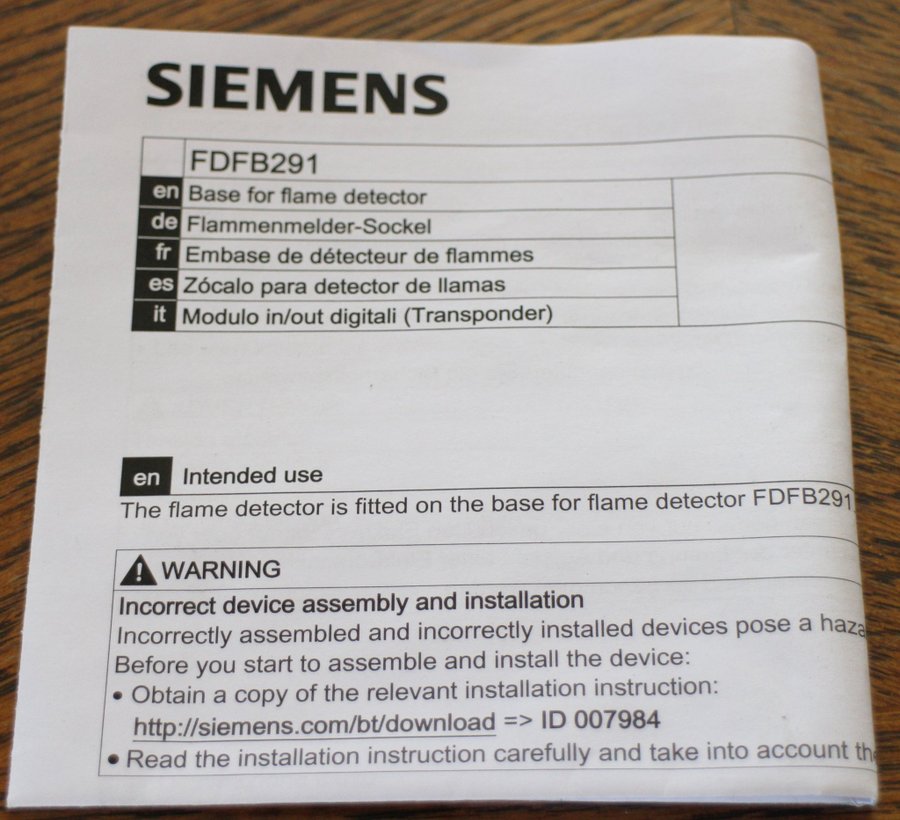 SIEMENS
FDFB291
en Base for flame detector
de Flammenmelder-Sockel
fr Embase de détecteur de flammes
es Zócalo para detector de llamas
it Modulo in/out digitali (Transponder)
en Intended use
The flame detector is fitted on the base for flame detector FDFB291
WARNING
Incorrect device assembly and installation
Incorrectly assembled and incorrectly installed devices pose a haza
Before you start to assemble and install the device:
• Obtain a copy of the relevant installation instruction:
http://siemens.com/bt/download => ID 007984
• Read the installation instruction carefully and take into account the